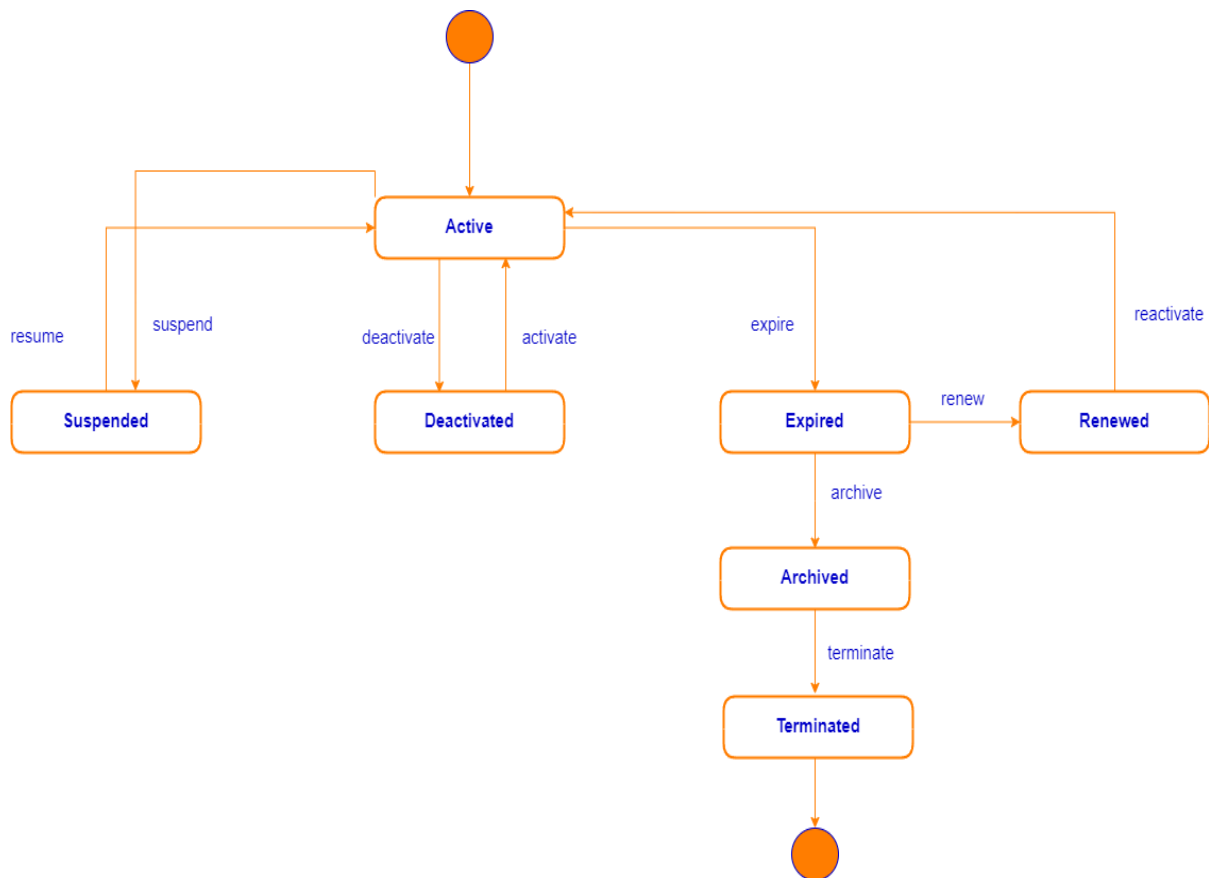 Active
resume
suspend
deactivate
activate
expire
reactivate
Suspended
Deactivated
Expired
renew
Renewed
archive
Archived
terminate
Terminated